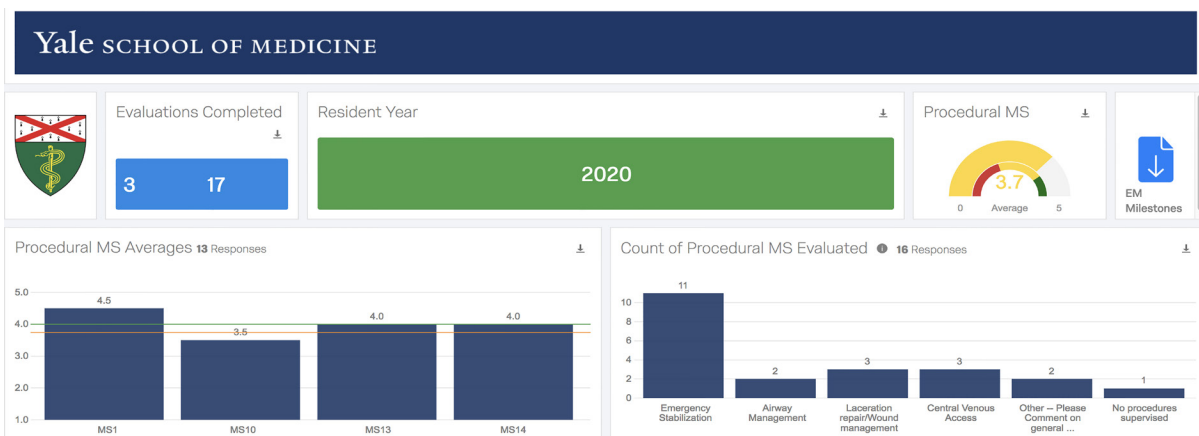 Yale SCHOOL OF MEDICINE
Evaluations Completed
3 17
Resident Year
2020
Procedural MS
3.7
0 Average 5
EM
Milestones
Procedural MS Averages 13 Responses
5.0
4.0
3.0
2.0
1.0
4.5
3.5
4.0
4.0
MS1 MS10 MS13 MS14
Count of Procedural MS Evaluated 16 Responses
10
8
6
4
2
0
11
2
3
3
2
1
Emergency
Stabilization
Airway
Management
Laceration
repair/Wound
management
Central Venous
Access
Other -- Please
Comment on
general ...
No procedures
supervised